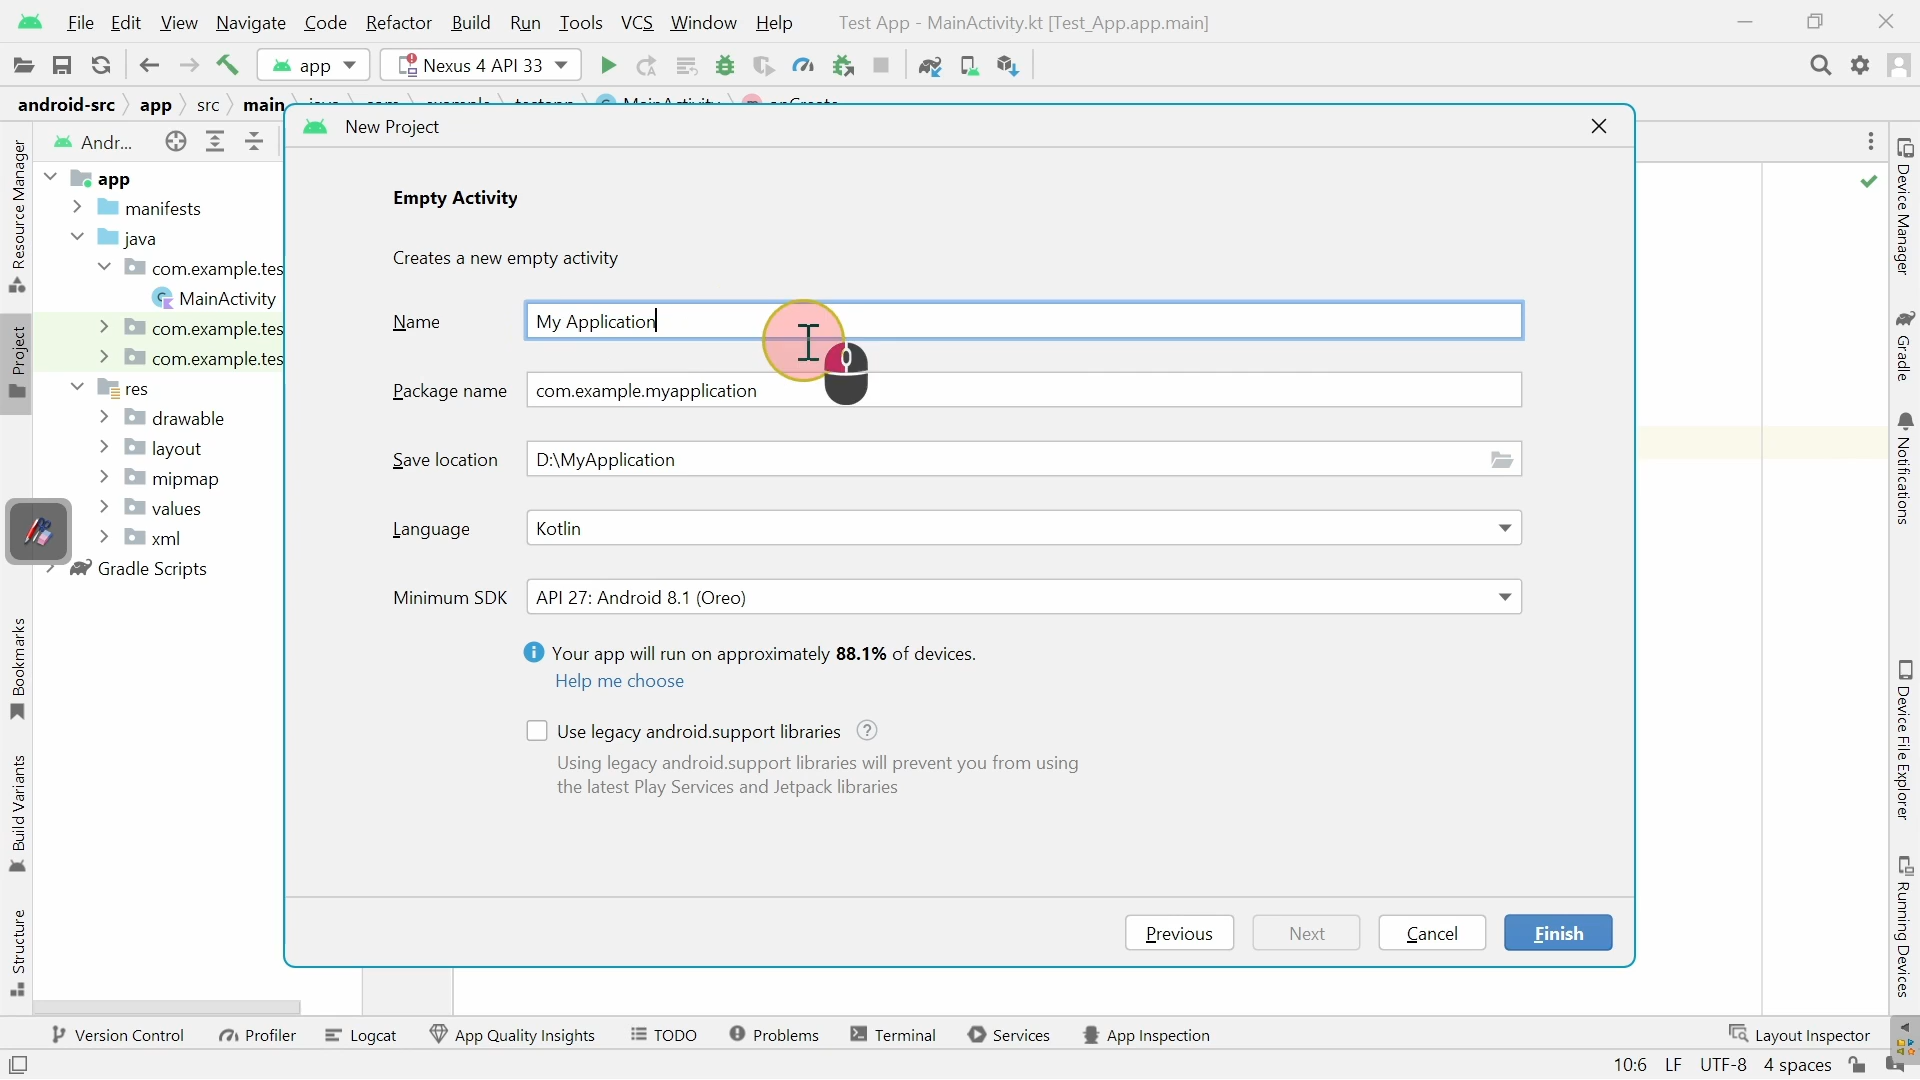 File Edit View Navigate Code Refactor Build Run Tools VCS Window Help Test App - MainActivity.kt [Test_App.app.main]
app Nexus 4 API 33
android-src app src main
Andr...
New Project
app
manifests
java
com.example.tes
MainActivity
com.example.tes
com.example.tes
res
drawable
layout
mipmap
values
xml
Gradle Scripts
Empty Activity
Creates a new empty activity
Name My Application
Package name com.example.myapplication
Save location D:\MyApplication
Language Kotlin
Minimum SDK API 27: Android 8.1 (Oreo)
Your app will run on approximately 88.1% of devices.
Help me choose
Use legacy android.support libraries ?
Using legacy android.support libraries will prevent you from using
the latest Play Services and Jetpack libraries
Previous Next Cancel Finish
Resource Manager
Project
Bookmarks
Build Variants
Structure
Device Manager
Gradle
Notifications
Device File Explorer
Running Devices
Version Control Profiler Logcat App Quality Insights TODO Problems Terminal Services App Inspection Layout Inspector
10:6 LF UTF-8 4 spaces